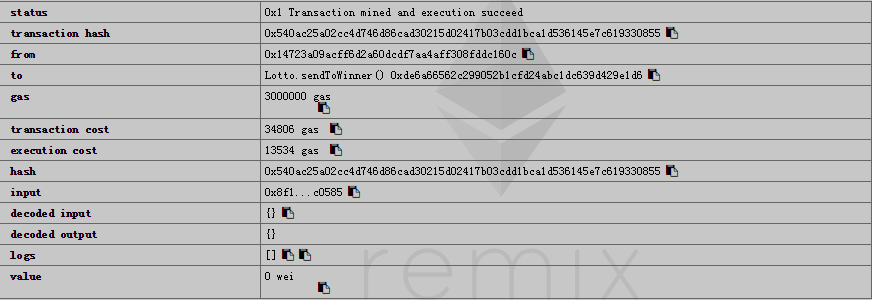 status 0x1 Transaction mined and execution succeed
transaction hash 0x540ac25a02cc4d746d86cad30215d02417b03cdd1bca1d536145e7c619330855
from 0x14723a09acff6d2a60dcdf7aa4aff308fddc160c
to Lotto.sendToWinner() 0xde6a66562c299052b1cfd24abc1dc639d429e1d6
gas 3000000 gas
transaction cost 34806 gas
execution cost 13534 gas
hash 0x540ac25a02cc4d746d86cad30215d02417b03cdd1bca1d536145e7c619330855
input 0x8f1...c0585
decoded input {}
decoded output {}
logs []
value 0 wei
remix